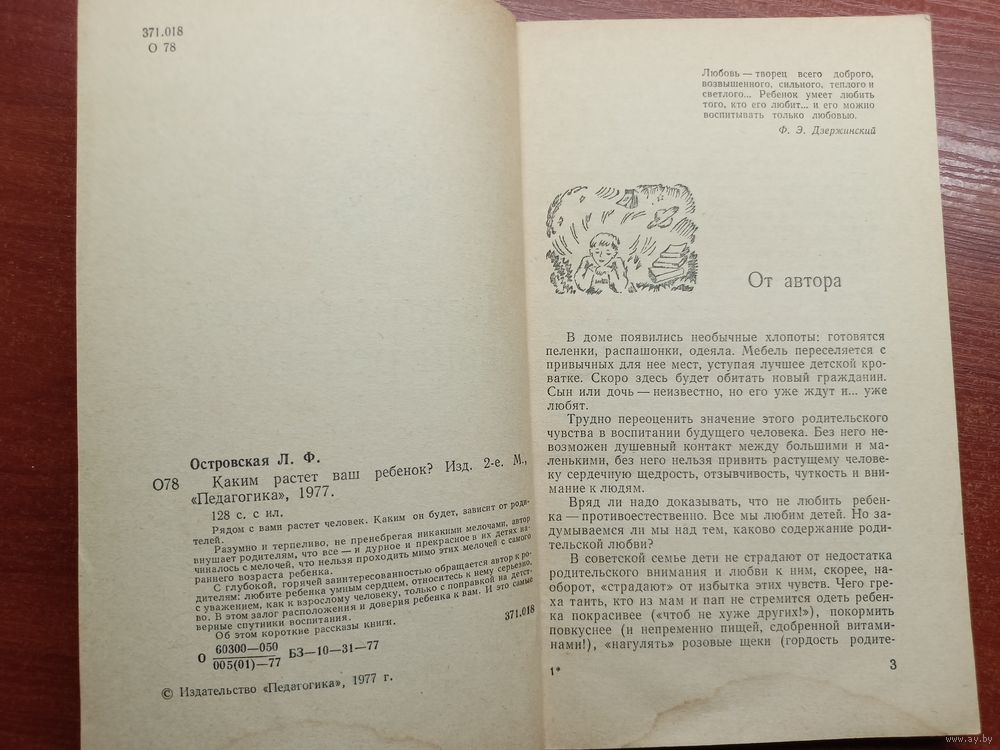 371.018
О 78
Островская Л. Ф.
О78 Каким растет ваш ребенок? Изд. 2-е. М.,
«Педагогика», 1977.
128 с. с ил.
Рядом с вами растет человек. Каким он будет, зависит от роди-
телей.
Разумно и терпеливо, не пренебрегая никакими мелочами, автор
внушает родителям, что все — и дурное и прекрасное в их детях на-
чиналось с мелочей, что нельзя проходить мимо этих мелочей с самого
раннего возраста ребенка.
С глубокой, горячей заинтересованностью обращается автор к ро-
дителям: любите ребенка умным сердцем, относитесь к нему серьезно,
с уважением, как к взрослому человеку, только с поправкой на детст-
во. В этом залог расположения и доверия ребенка к вам. И это самые
верные спутники воспитания.
Об этом короткие рассказы книги.
О 60300—050
005(01)—77 БЗ—10—31—77
371.018
© Издательство «Педагогика», 1977 г.
Любовь — творец всего доброго,
возвышенного, сильного, теплого и
светлого... Ребенок умеет любить
того, кто его любит... и его можно
воспитывать только любовью.
Ф. Э. Дзержинский
От автора
В доме появились необычные хлопоты: готовятся
пеленки, распашонки, одеяла. Мебель переселяется с
привычных для нее мест, уступая лучшее детской кро-
ватке. Скоро здесь будет обитать новый гражданин.
Сын или дочь — неизвестно, но его уже ждут и... уже
любят.
Трудно переоценить значение этого родительского
чувства в воспитании будущего человека. Без него не-
возможен душевный контакт между большими и ма-
ленькими, без него нельзя привить растущему челове-
ку сердечную щедрость, отзывчивость, чуткость и вни-
мание к людям.
Вряд ли надо доказывать, что не любить ребен-
ка — противоестественно. Все мы любим детей. Но за-
думываемся ли мы над тем, каково содержание роди-
тельской любви?
В советской семье дети не страдают от недостатка
родительского внимания и любви к ним, скорее, на-
оборот, «страдают» от избытка этих чувств. Чего гре-
ха таить, кто из мам и пап не стремится одеть ребен-
ка покрасивее («чтоб не хуже других!»), покормить
повкуснее (и непременно пищей, сдобренной витами-
нами!), «нагулять» розовые щеки (гордость родите-
1*
3
www.ay.by